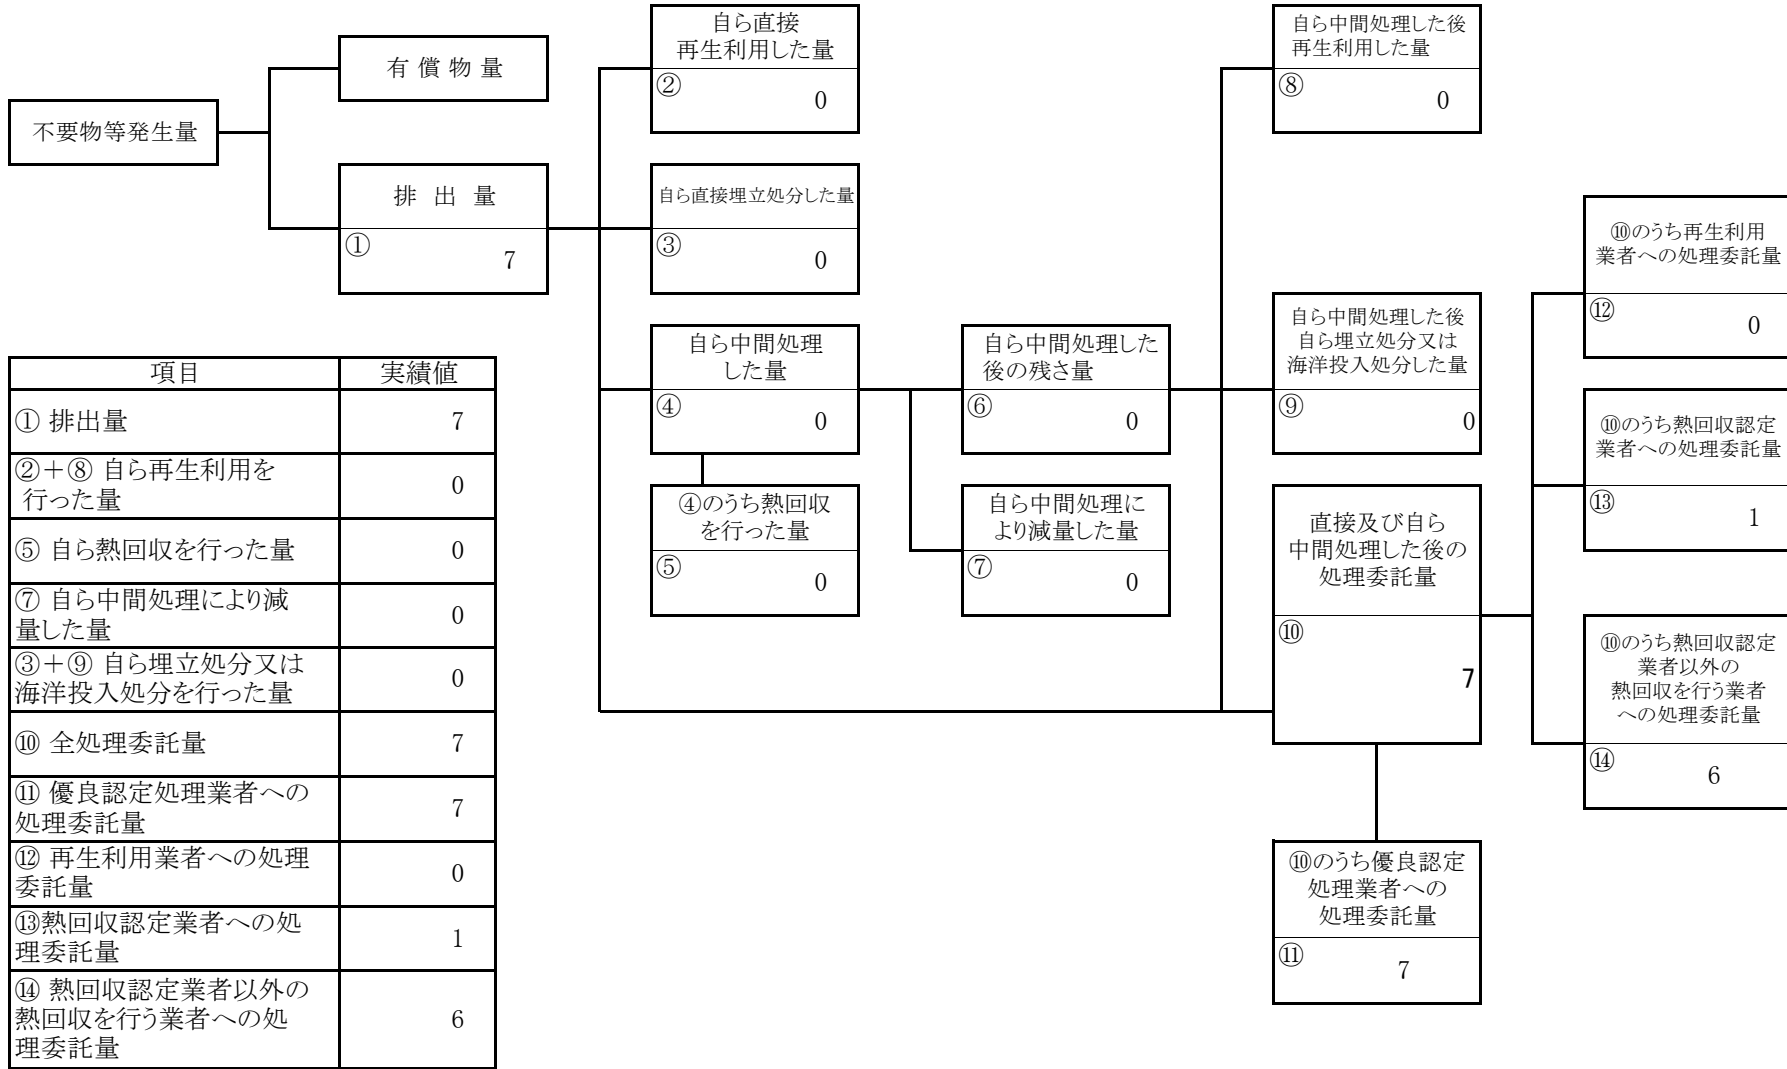 不要物等発生量
有 償 物 量
排 出 量
①
7
自ら直接
再生利用した量
②
0
自ら直接埋立処分した量
③
0
自ら中間処理
した量
④
0
④のうち熱回収
を行った量
⑤
0
自ら中間処理した
後の残さ量
⑥
0
自ら中間処理に
より減量した量
⑦
0
自ら中間処理した後
再生利用した量
⑧
0
自ら中間処理した後
自ら埋立処分又は
海洋投入処分した量
⑨
0
直接及び自ら
中間処理した後の
処理委託量
⑩
7
⑩のうち優良認定
処理業者への
処理委託量
⑪
7
⑩のうち再生利用
業者への処理委託量
⑫
0
⑩のうち熱回収認定
業者への処理委託量
⑬
1
⑩のうち熱回収認定
業者以外の
熱回収を行う業者
への処理委託量
⑭
6
項目 実績値
① 排出量 7
②＋⑧ 自ら再生利用を
行った量 0
⑤ 自ら熱回収を行った量 0
⑦ 自ら中間処理により減
量した量 0
③＋⑨ 自ら埋立処分又は
海洋投入処分を行った量 0
⑩ 全処理委託量 7
⑪ 優良認定処理業者への
処理委託量 7
⑫ 再生利用業者への処理
委託量 0
⑬熱回収認定業者への処
理委託量 1
⑭ 熱回収認定業者以外の
熱回収を行う業者への処
理委託量 6